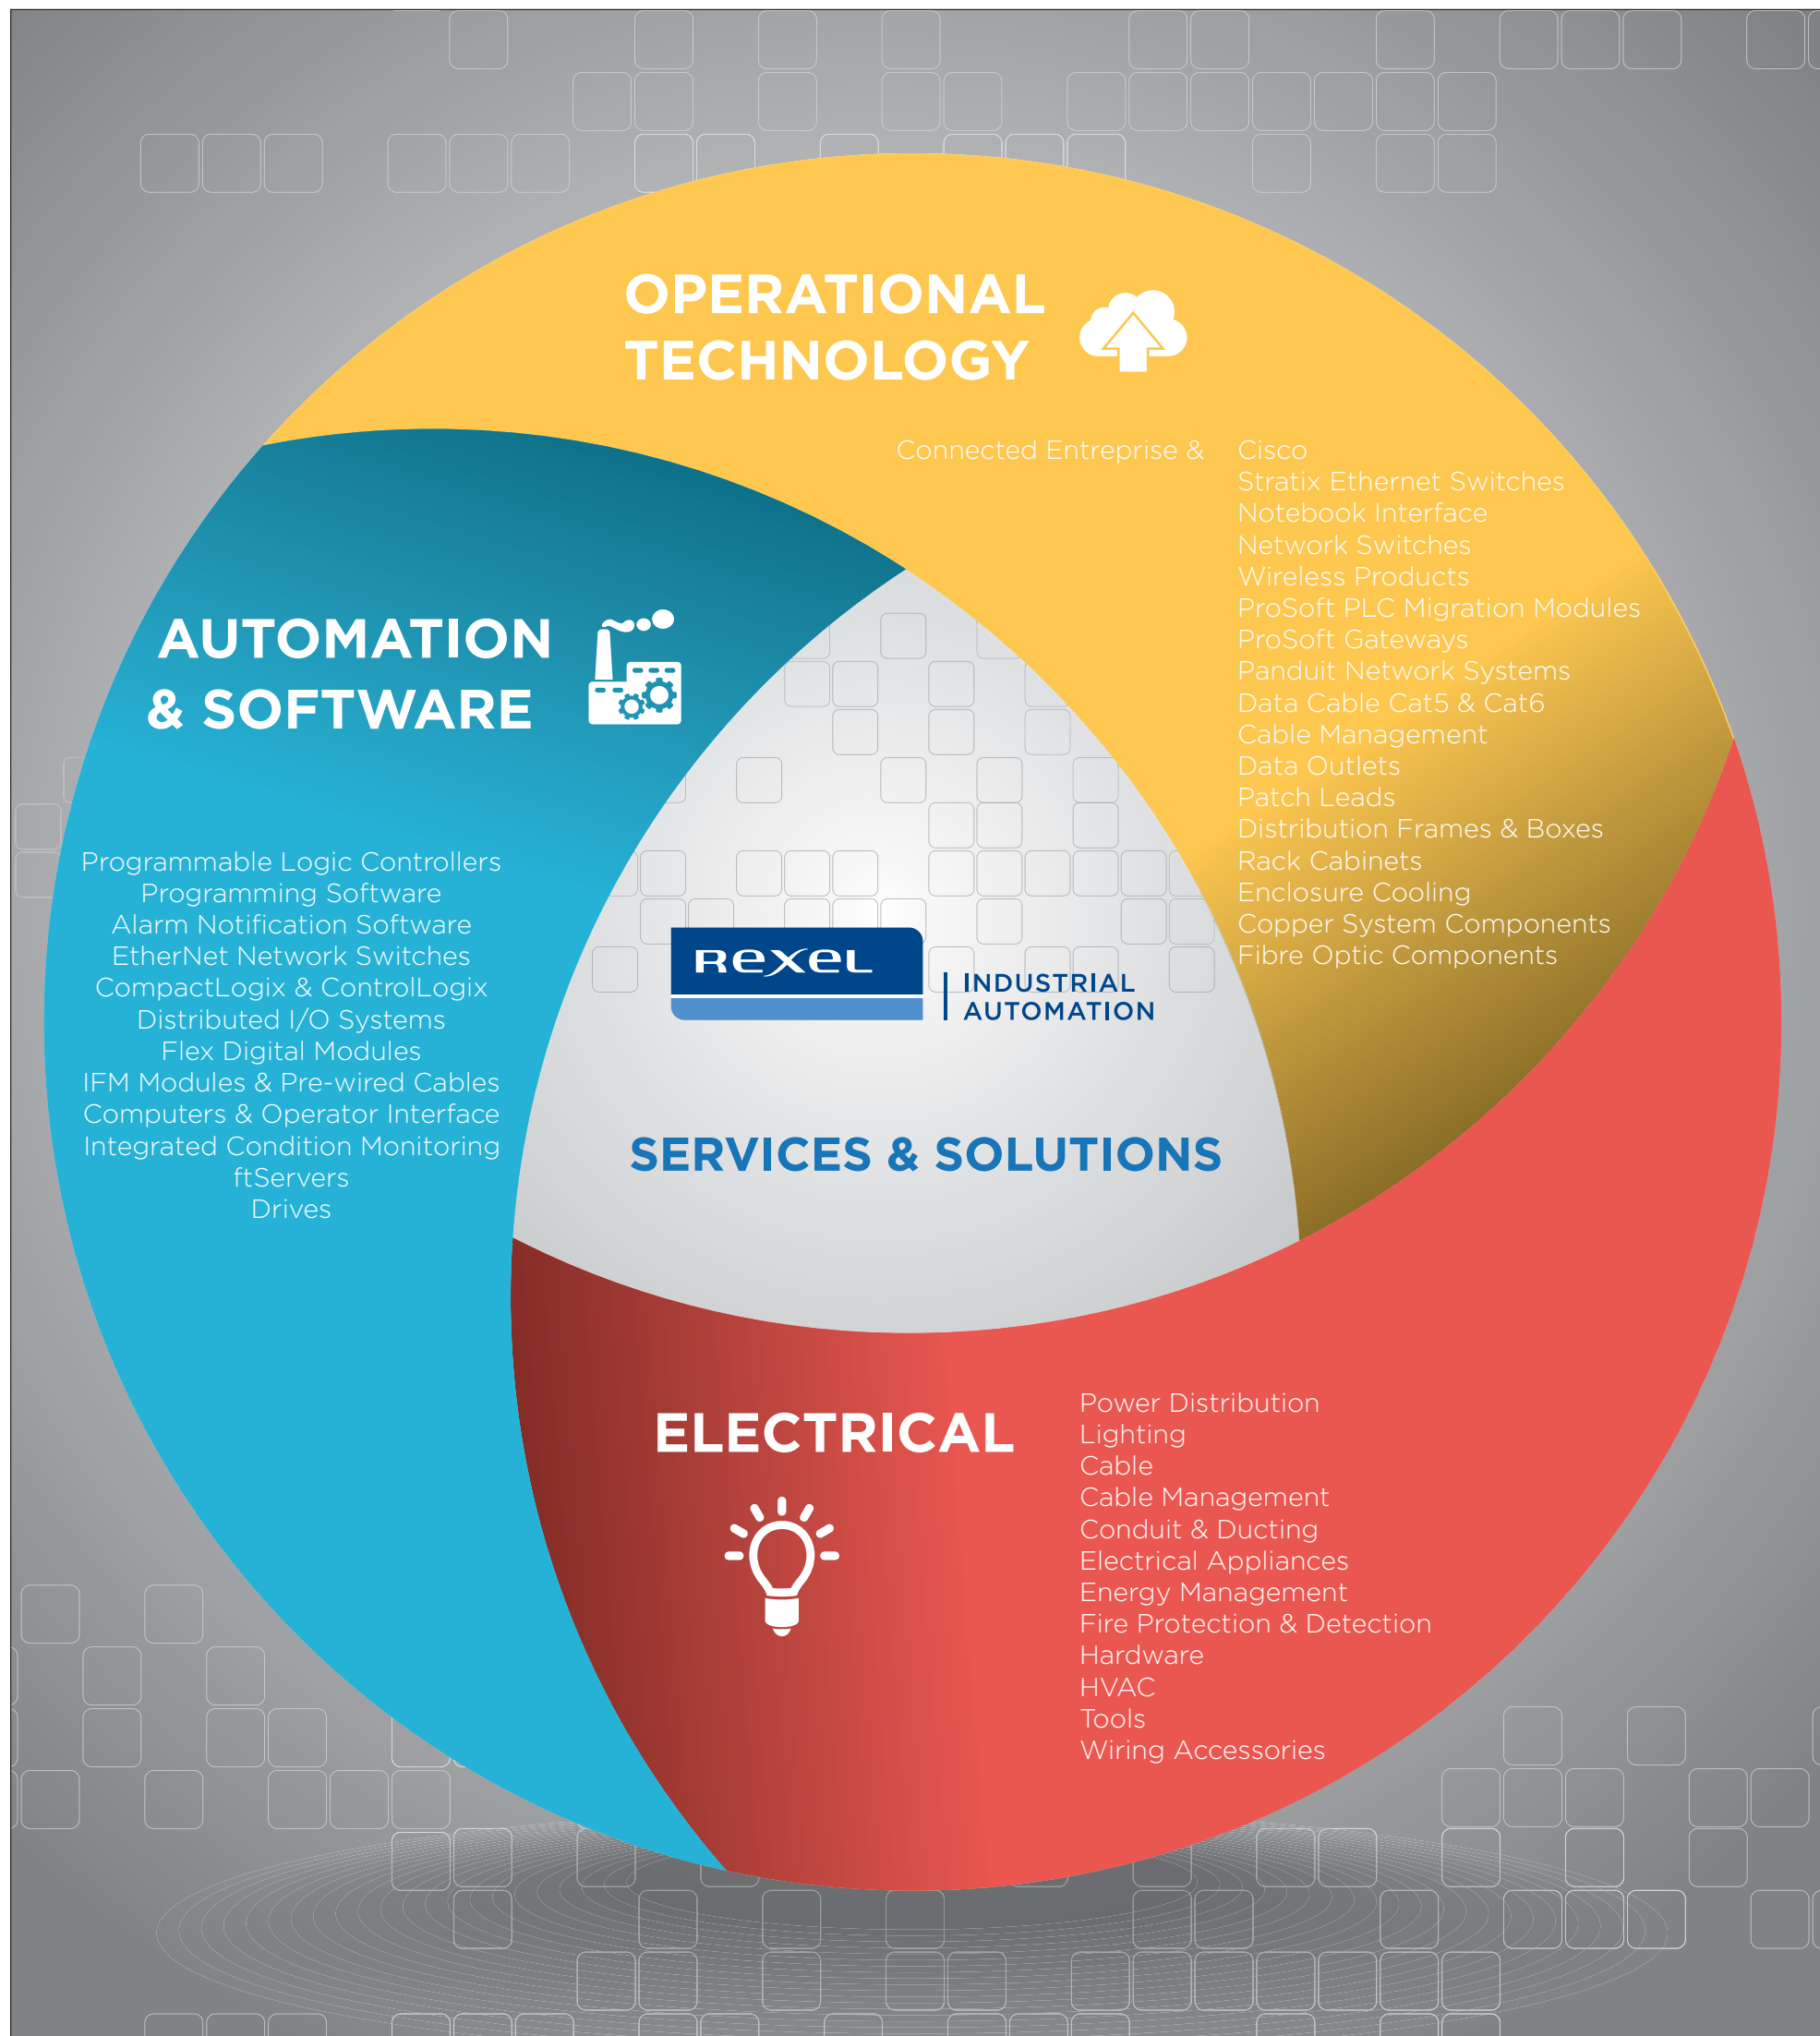 OPERATIONAL
TECHNOLOGY
Connected Entreprise & Cisco
Stratix Ethernet Switches
Notebook Interface
Network Switches
Wireless Products
ProSoft PLC Migration Modules
ProSoft Gateways
Panduit Network Systems
Data Cable Cat5 & Cat6
Cable Management
Data Outlets
Patch Leads
Distribution Frames & Boxes
Rack Cabinets
Enclosure Cooling
Copper System Components
Fibre Optic Components
AUTOMATION
& SOFTWARE
Programmable Logic Controllers
Programming Software
Alarm Notification Software
EtherNet Network Switches
CompactLogix & ControlLogix
Distributed I/O Systems
Flex Digital Modules
IFM Modules & Pre-wired Cables
Computers & Operator Interface
Integrated Condition Monitoring
ftServers
Drives
Rexel
INDUSTRIAL
AUTOMATION
SERVICES & SOLUTIONS
ELECTRICAL
Power Distribution
Lighting
Cable
Cable Management
Conduit & Ducting
Electrical Appliances
Energy Management
Fire Protection & Detection
Hardware
HVAC
Tools
Wiring Accessories